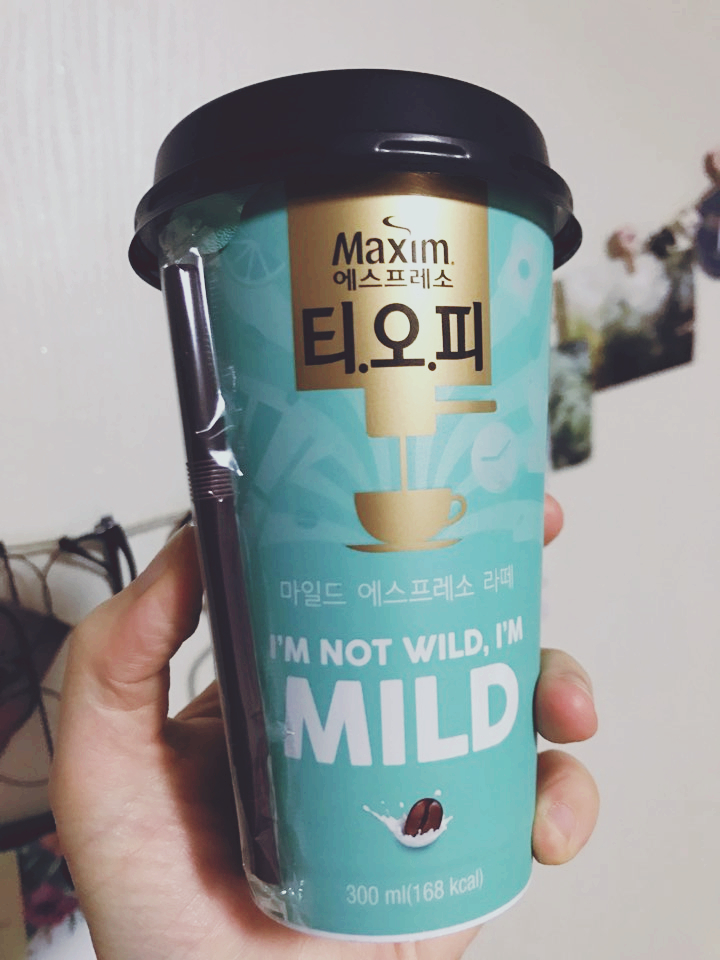 Maxim
에스프레소
티.오.피
마일드 에스프레소 라떼
I'M NOT WILD, I'M
MILD
300 ml(168 kcal)